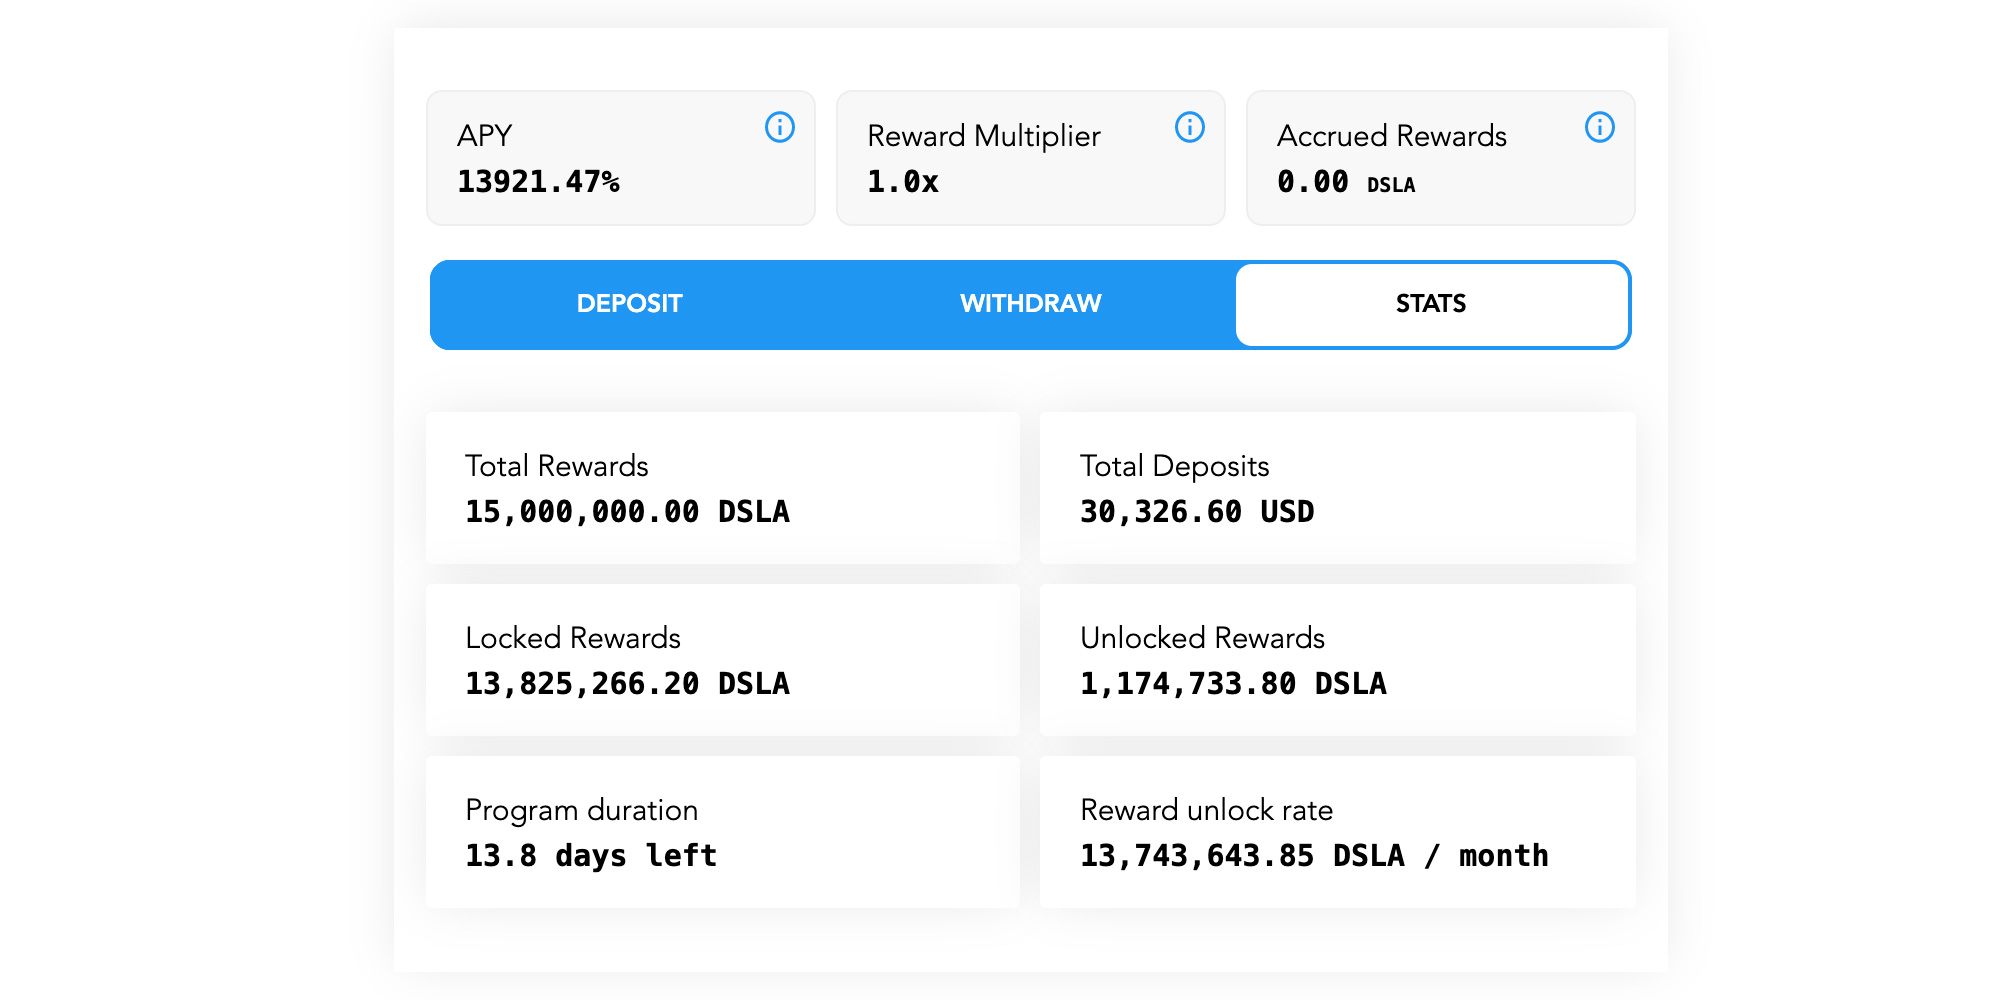 APY
13921.47%
Reward Multiplier
1.0x
Accrued Rewards
0.00 DSLA
DEPOSIT
WITHDRAW
STATS
Total Rewards
15,000,000.00 DSLA
Total Deposits
30,326.60 USD
Locked Rewards
13,825,266.20 DSLA
Unlocked Rewards
1,174,733.80 DSLA
Program duration
13.8 days left
Reward unlock rate
13,743,643.85 DSLA / month